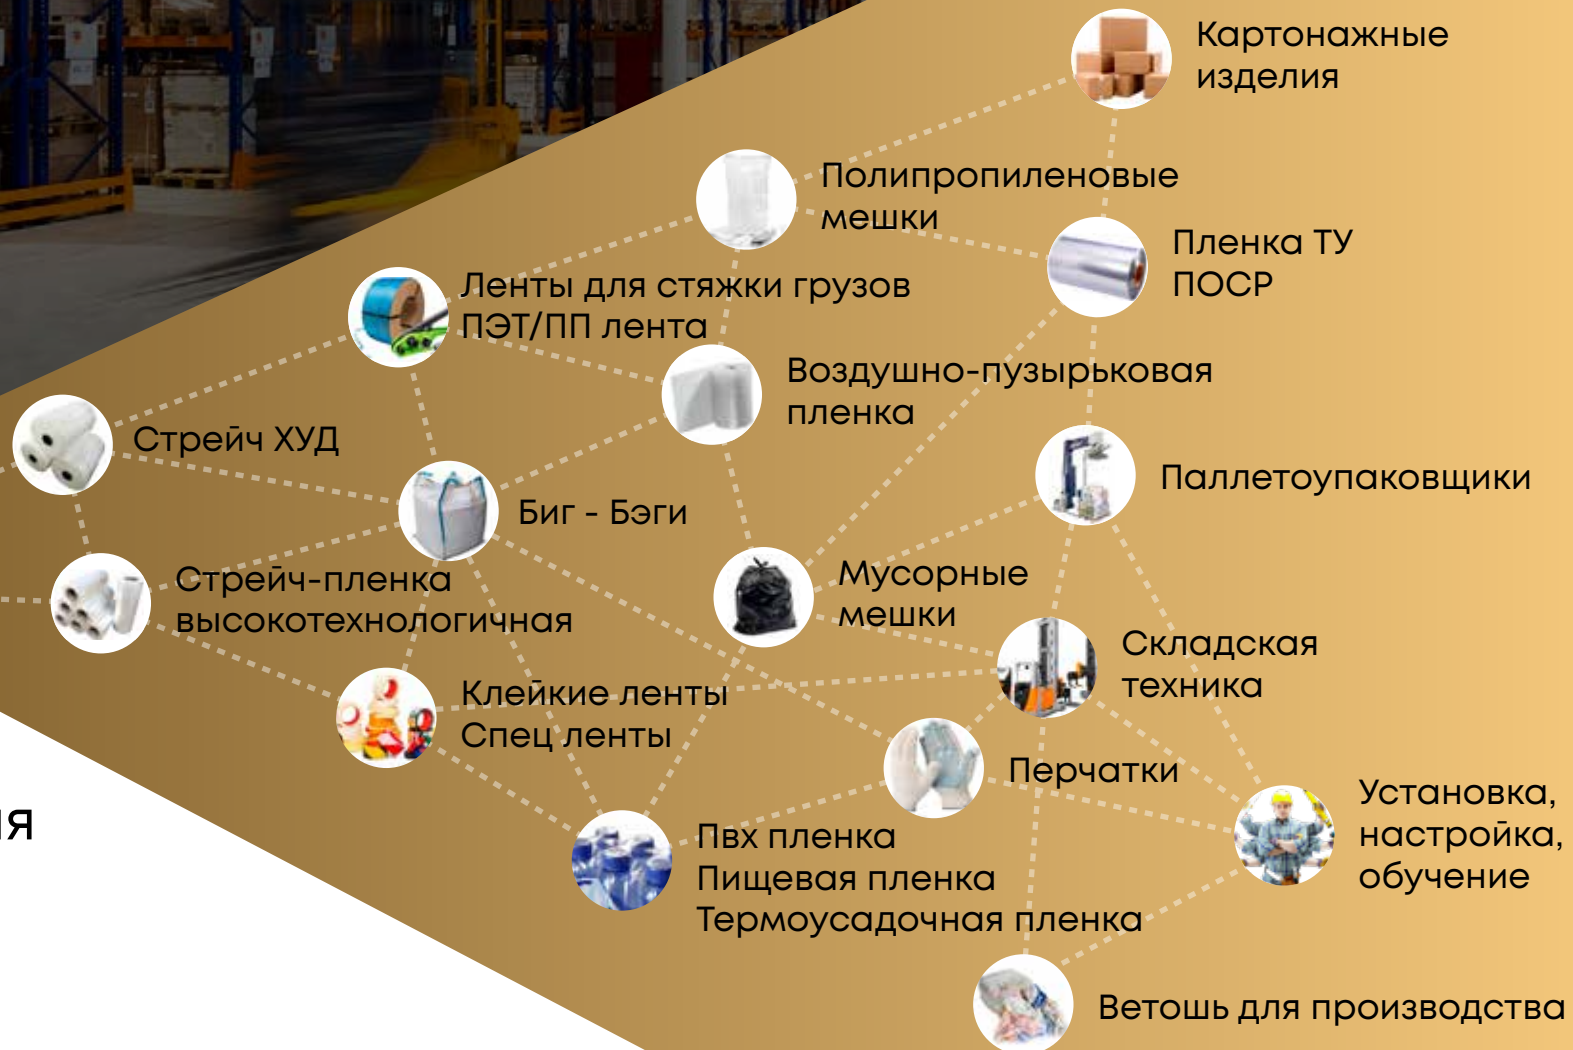 Картонажные
изделия
Полипропиленовые
мешки
Пленка ТУ
ПОСР
Ленты для стяжки грузов
ПЭТ/ПП лента
Воздушно-пузырьковая
пленка
Стрейч ХУД
Паллетоупаковщики
Биг - Бэги
Стрейч-пленка
высокотехнологичная
Мусорные
мешки
Складская
техника
Клейкие ленты
Спец ленты
Перчатки
Установка,
настройка,
обучение
Пвх пленка
Пищевая пленка
Термоусадочная пленка
Ветошь для производства